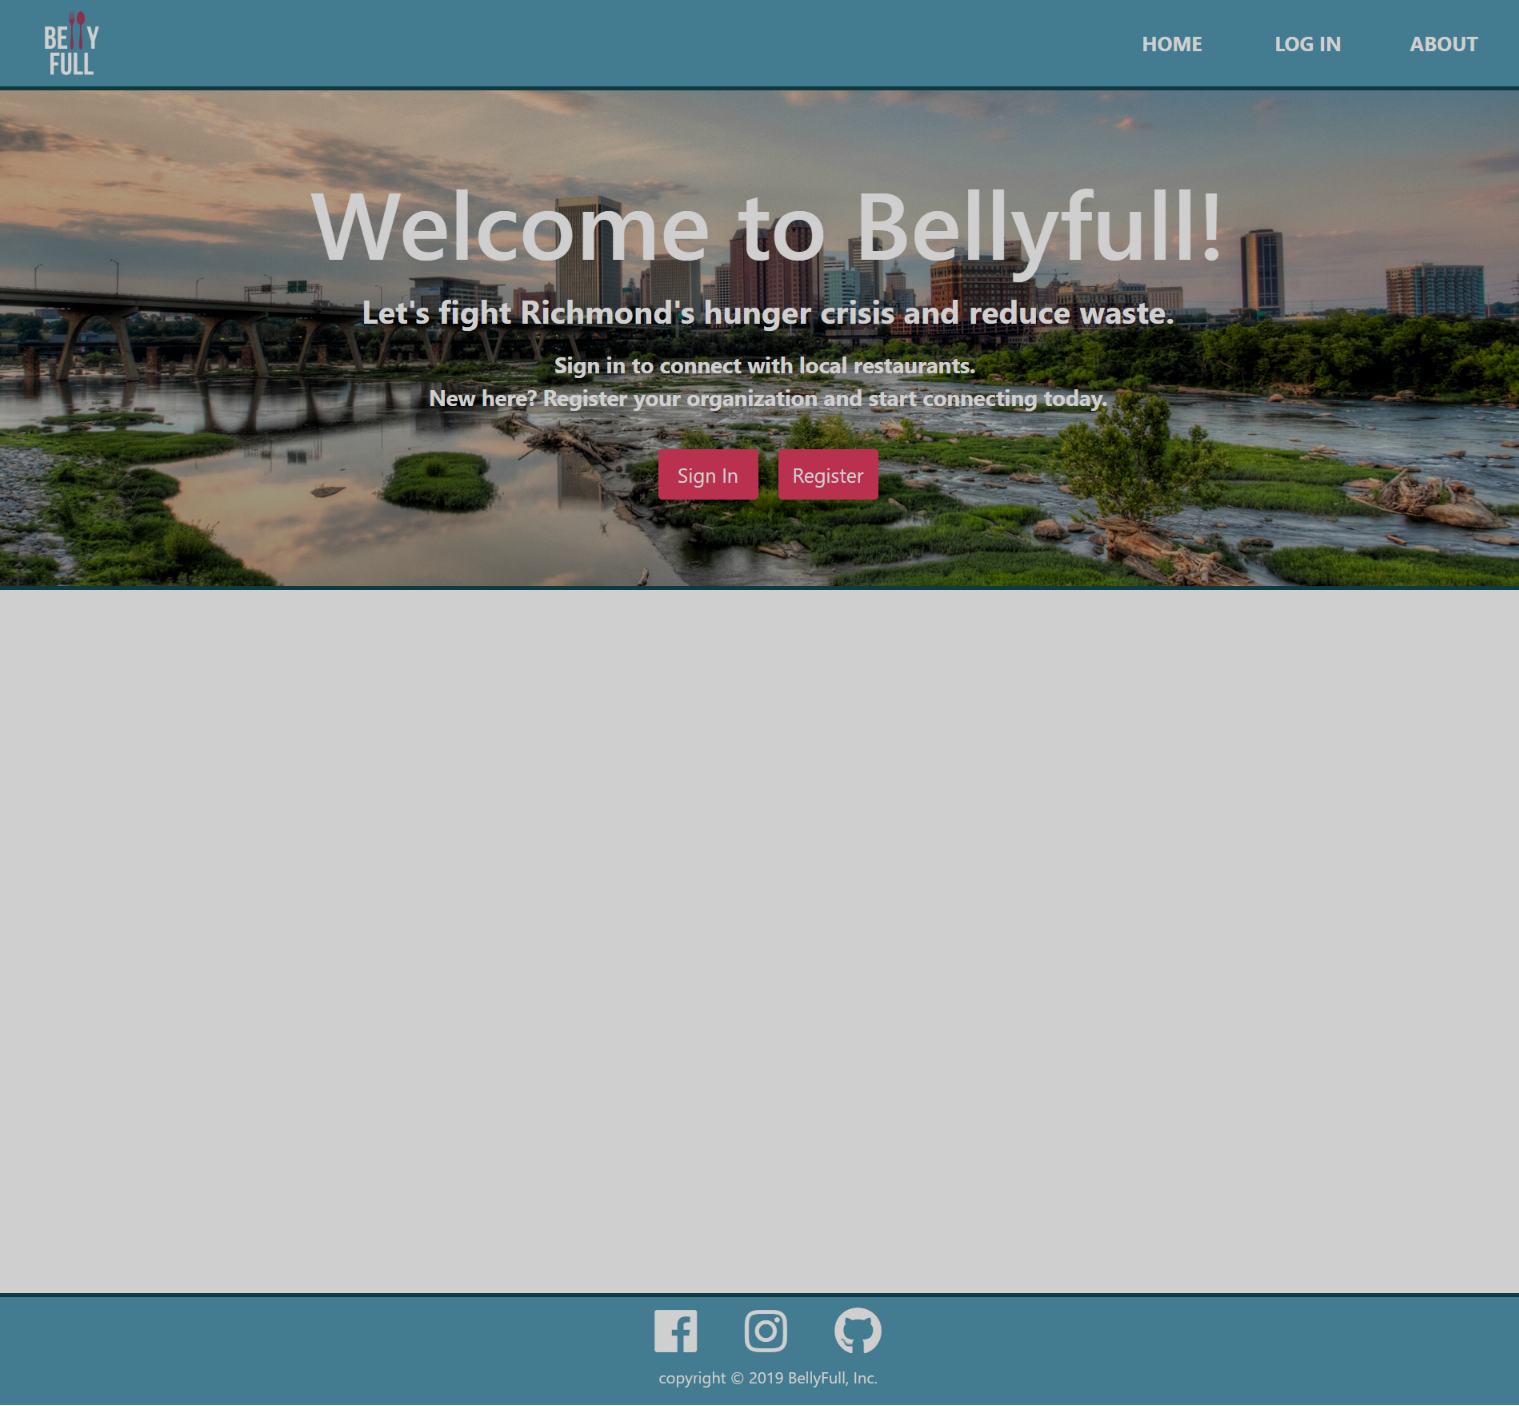 BELLY
FULL
HOME LOG IN ABOUT
Welcome to Bellyfull!
Let's fight Richmond's hunger crisis and reduce waste.
Sign in to connect with local restaurants.
New here? Register your organization and start connecting today.
Sign In Register
copyright © 2019 BellyFull, Inc.